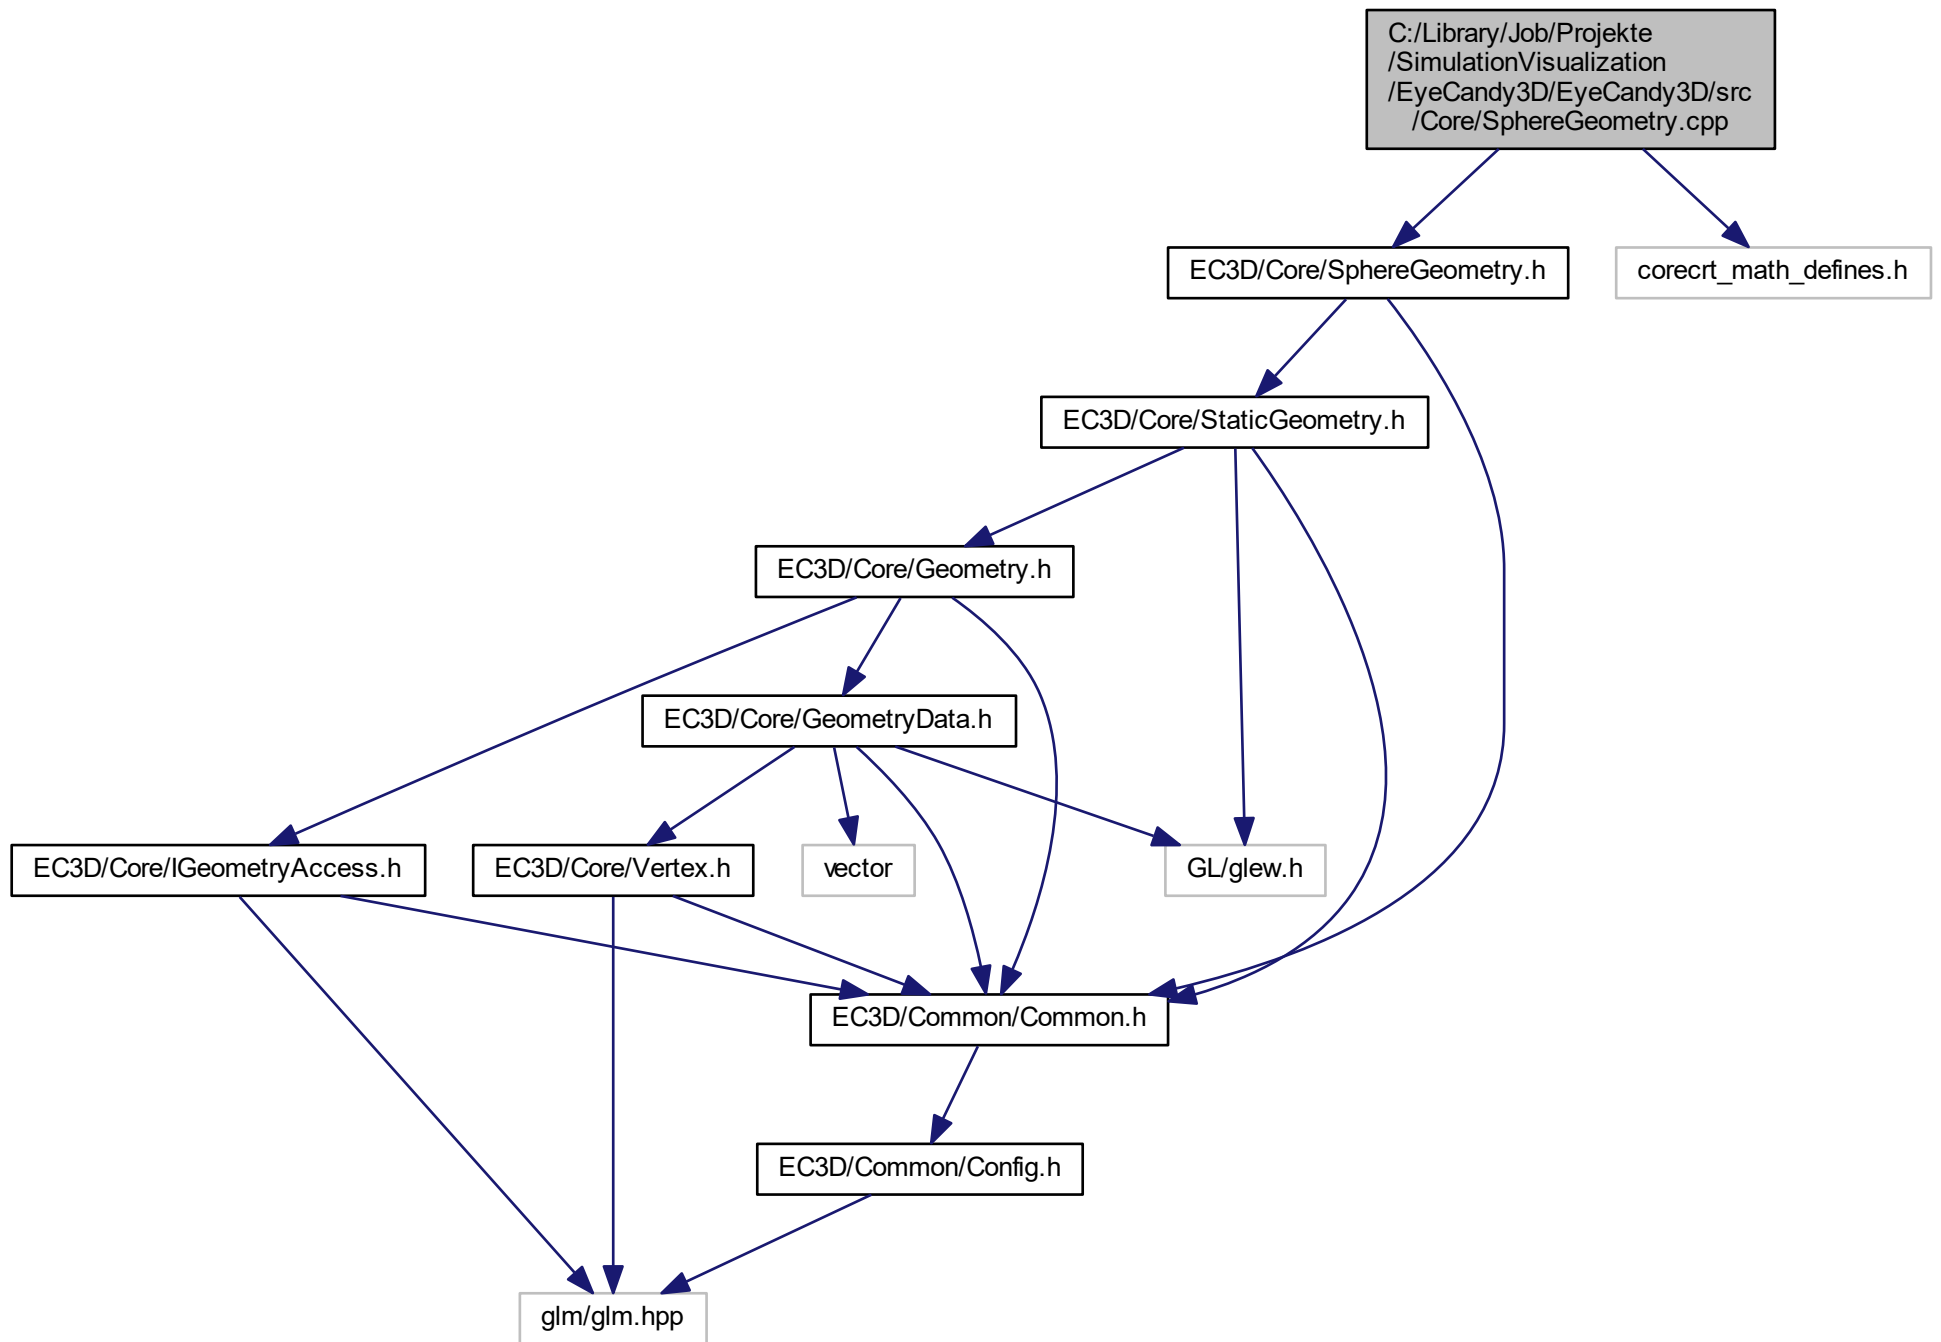 C:/Library/Job/Projekte
/SimulationVisualization
/EyeCandy3D/EyeCandy3D/src
/Core/SphereGeometry.cpp
EC3D/Core/SphereGeometry.h
corecrt_math_defines.h
EC3D/Core/StaticGeometry.h
EC3D/Core/Geometry.h
EC3D/Core/GeometryData.h
EC3D/Core/IGeometryAccess.h
EC3D/Core/Vertex.h
vector
GL/glew.h
EC3D/Common/Common.h
EC3D/Common/Config.h
glm/glm.hpp